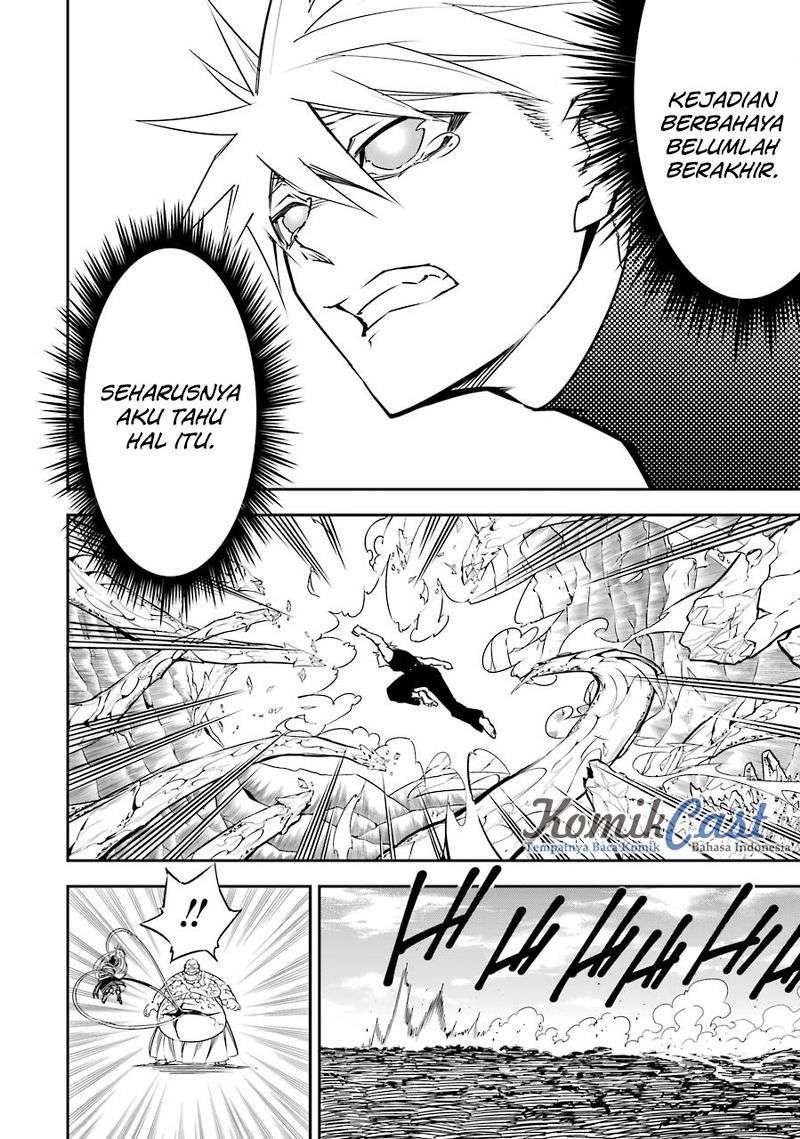 KEJADIAN
BERBAHAYA
BELUMLAH
BERAKHIR.
SEHARUSNYA
AKU TAHU
HAL ITU.
KomikCast
Tempatnya Baca Komik Bahasa Indonesia
!!